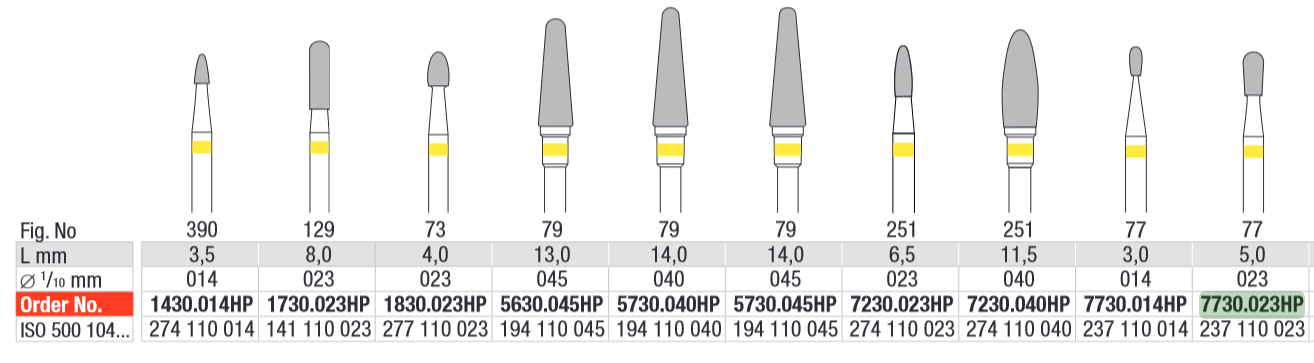 Fig. No 390 129 73 79 79 79 251 251 77 77
L mm 3,5 8,0 4,0 13,0 14,0 14,0 6,5 11,5 3,0 5,0
⌀ 1/10 mm 014 023 023 045 040 045 023 040 014 023
Order No. 1430.014HP 1730.023HP 1830.023HP 5630.045HP 5730.040HP 5730.045HP 7230.023HP 7230.040HP 7730.014HP 7730.023HP
ISO 500 104... 274 110 014 141 110 023 277 110 023 194 110 045 194 110 040 194 110 045 274 110 023 274 110 040 237 110 014 237 110 023